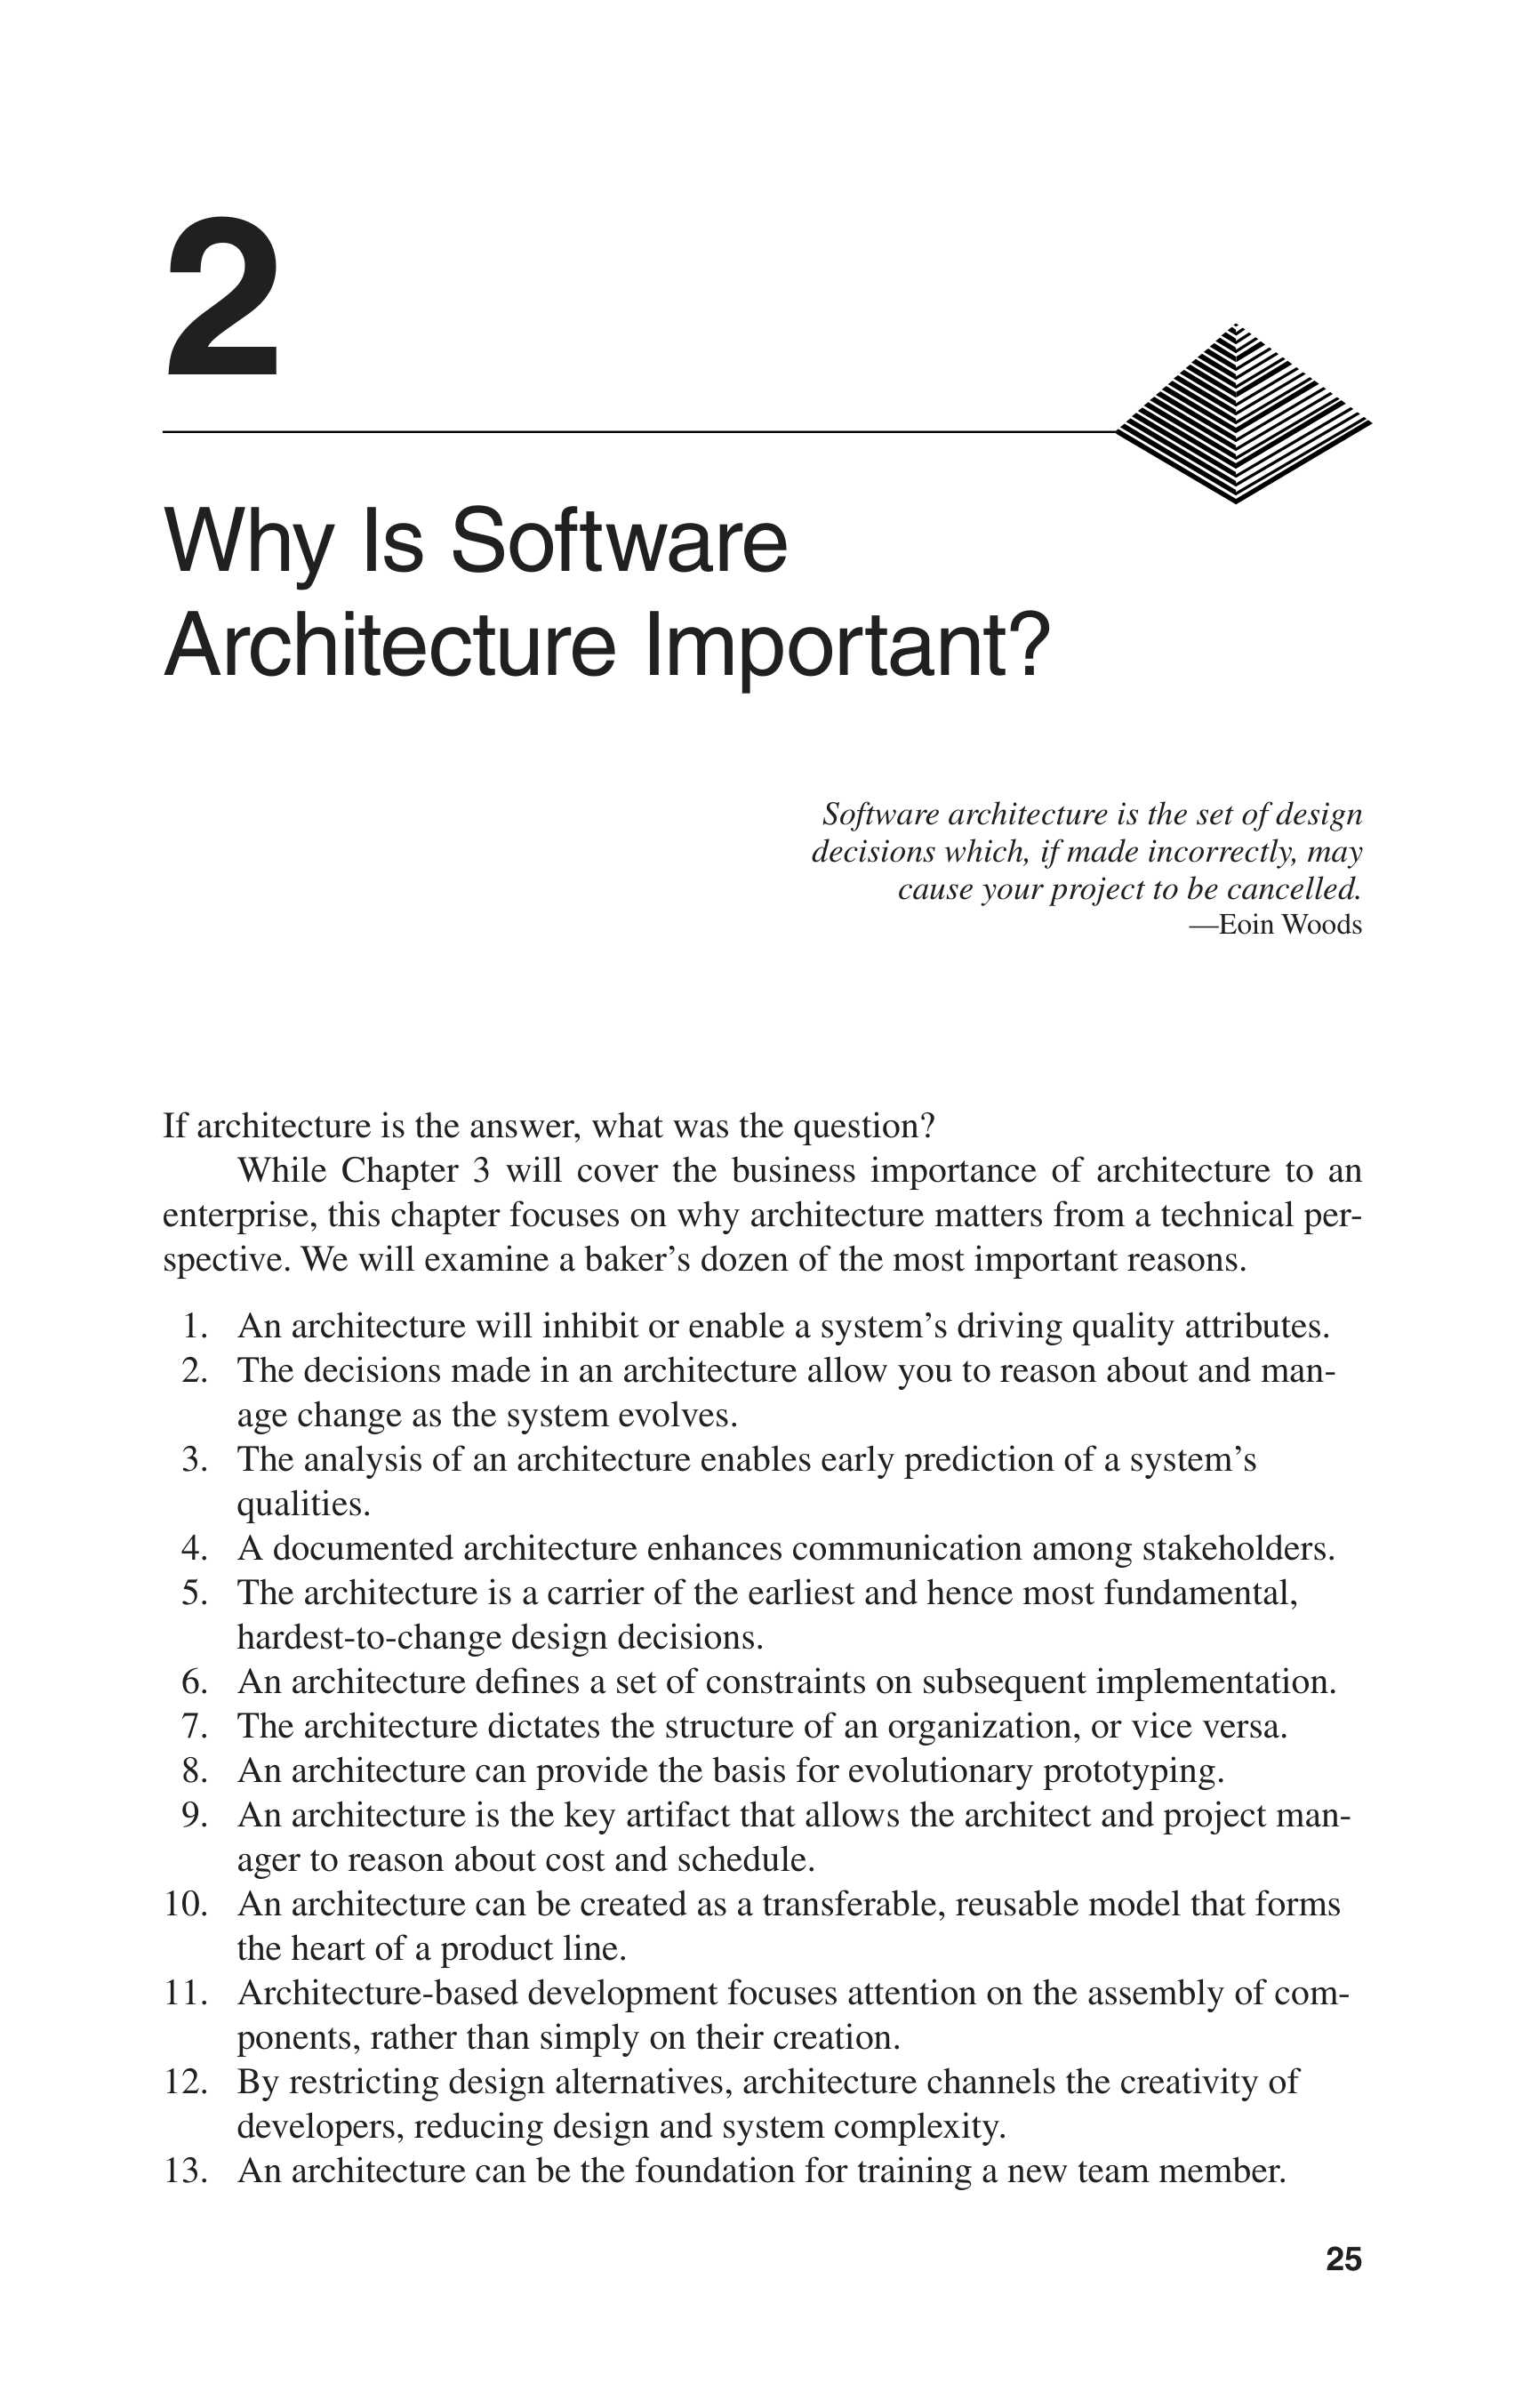 2
Why Is Software
Architecture Important?
Software architecture is the set of design
decisions which, if made incorrectly, may
cause your project to be cancelled.
—Eoin Woods
If architecture is the answer, what was the question?
While Chapter 3 will cover the business importance of architecture to an
enterprise, this chapter focuses on why architecture matters from a technical per-
spective. We will examine a baker’s dozen of the most important reasons.
1. An architecture will inhibit or enable a system’s driving quality attributes.
2. The decisions made in an architecture allow you to reason about and man-
age change as the system evolves.
3. The analysis of an architecture enables early prediction of a system’s
qualities.
4. A documented architecture enhances communication among stakeholders.
5. The architecture is a carrier of the earliest and hence most fundamental,
hardest-to-change design decisions.
6. An architecture defines a set of constraints on subsequent implementation.
7. The architecture dictates the structure of an organization, or vice versa.
8. An architecture can provide the basis for evolutionary prototyping.
9. An architecture is the key artifact that allows the architect and project man-
ager to reason about cost and schedule.
10. An architecture can be created as a transferable, reusable model that forms
the heart of a product line.
11. Architecture-based development focuses attention on the assembly of com-
ponents, rather than simply on their creation.
12. By restricting design alternatives, architecture channels the creativity of
developers, reducing design and system complexity.
13. An architecture can be the foundation for training a new team member.
25